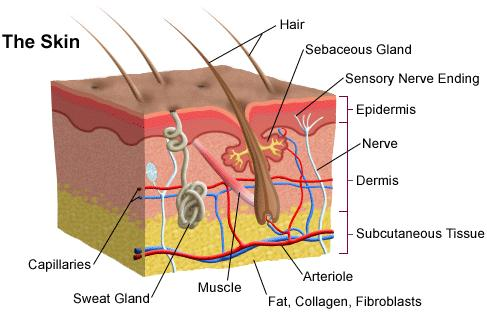 The Skin
Hair
Sebaceous Gland
Sensory Nerve Ending
Epidermis
Nerve
Dermis
Subcutaneous Tissue
Capillaries
Sweat Gland
Muscle
Arteriole
Fat, Collagen, Fibroblasts